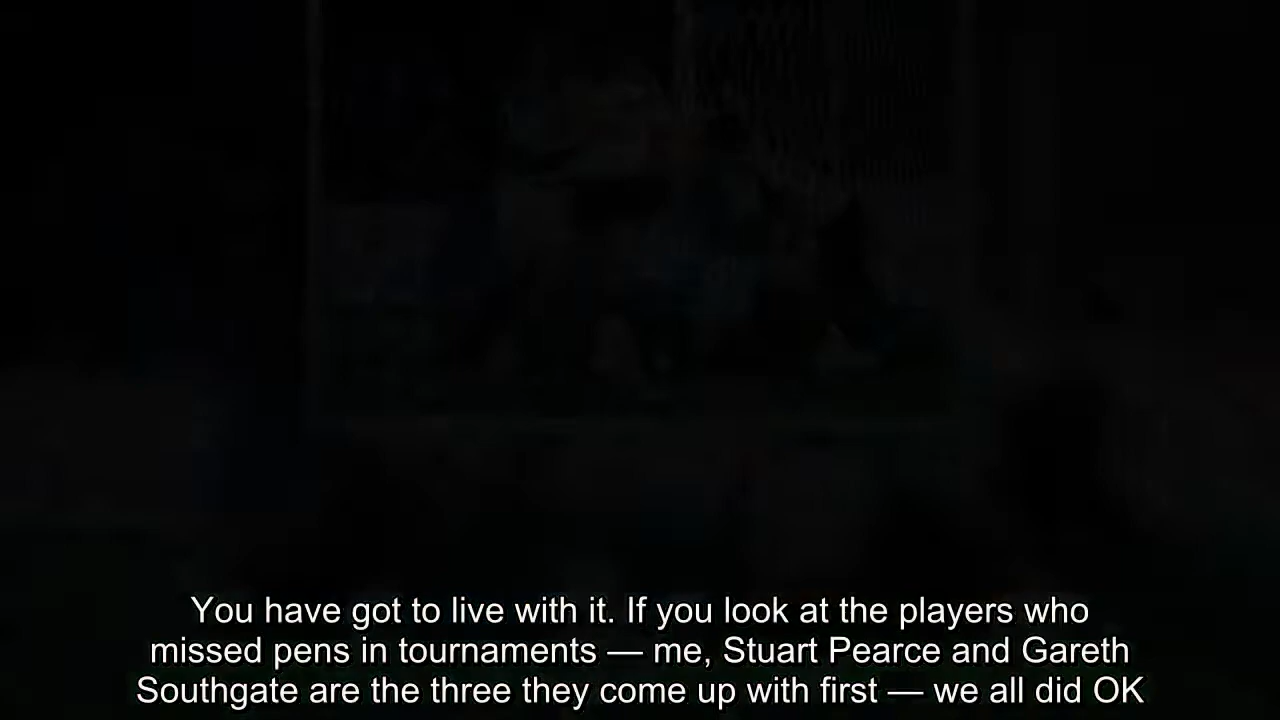 You have got to live with it. If you look at the players who
missed pens in tournaments — me, Stuart Pearce and Gareth
Southgate are the three they come up with first — we all did OK